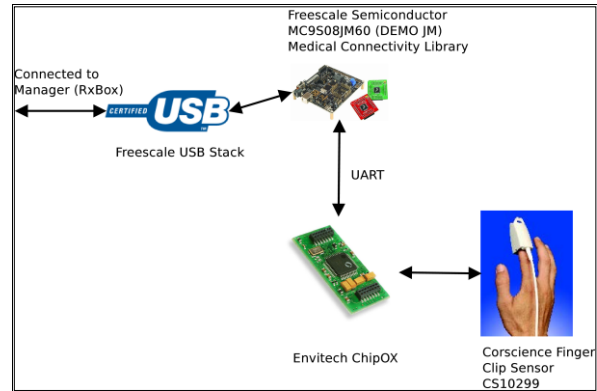 Freescale Semiconductor
MC9S08JM60 (DEMO JM)
Medical Connectivity Library
Connected to
Manager (RxBox)
CERTIFIED USB
Freescale USB Stack
UART
Envitech ChipOX
Corscience Finger
Clip Sensor
CS10299